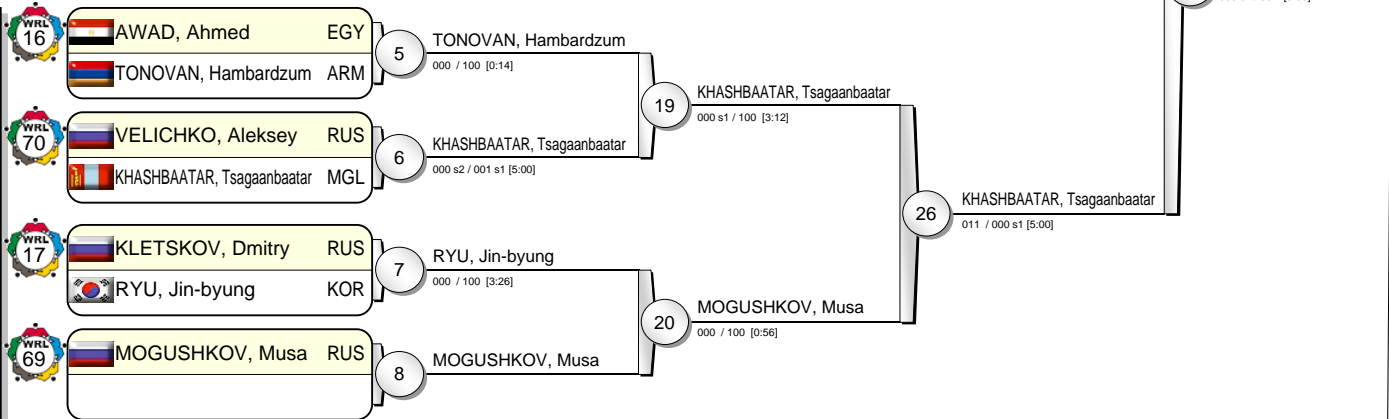 WRL 16
AWAD, Ahmed EGY
TONOVAN, Hambardzum ARM
5
TONOVAN, Hambardzum
000 / 100 [0:14]
WRL 70
VELICHKO, Aleksey RUS
KHASHBAATAR, Tsagaanbaatar MGL
6
KHASHBAATAR, Tsagaanbaatar
000 s2 / 001 s1 [5:00]
19
KHASHBAATAR, Tsagaanbaatar
000 s1 / 100 [3:12]
WRL 17
KLETSKOV, Dmitry RUS
RYU, Jin-byung KOR
7
RYU, Jin-byung
000 / 100 [3:26]
WRL 69
MOGUSHKOV, Musa RUS
8
MOGUSHKOV, Musa
20
MOGUSHKOV, Musa
000 / 100 [0:56]
26
KHASHBAATAR, Tsagaanbaatar
011 / 000 s1 [5:00]